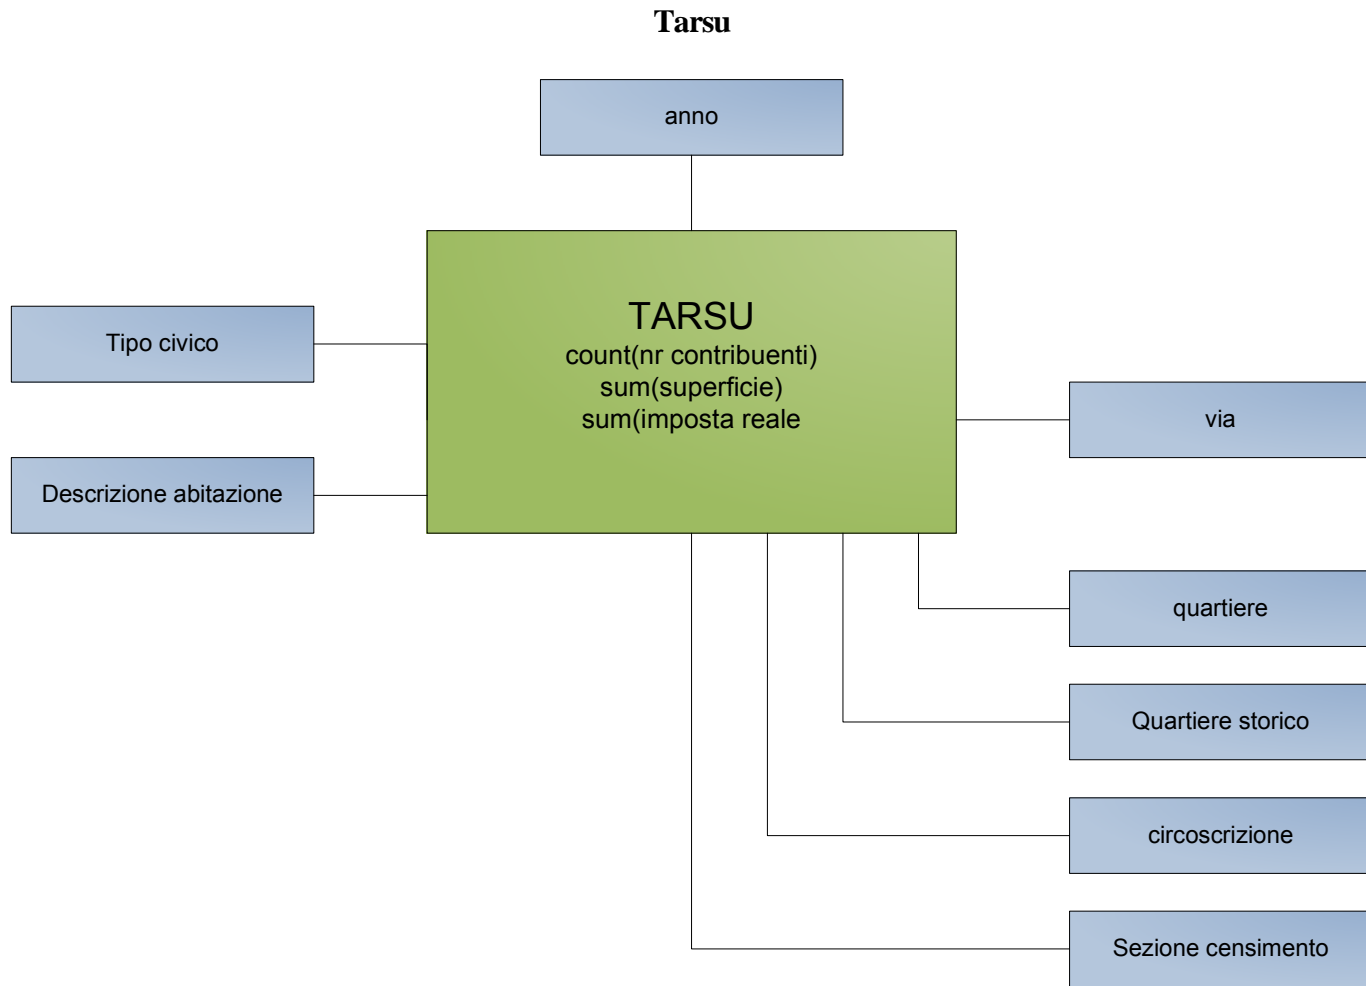 Tarsu
anno
TARSU
count(nr contribuenti)
sum(superficie)
sum(imposta reale
Tipo civico
Descrizione abitazione
via
quartiere
Quartiere storico
circoscrizione
Sezione censimento